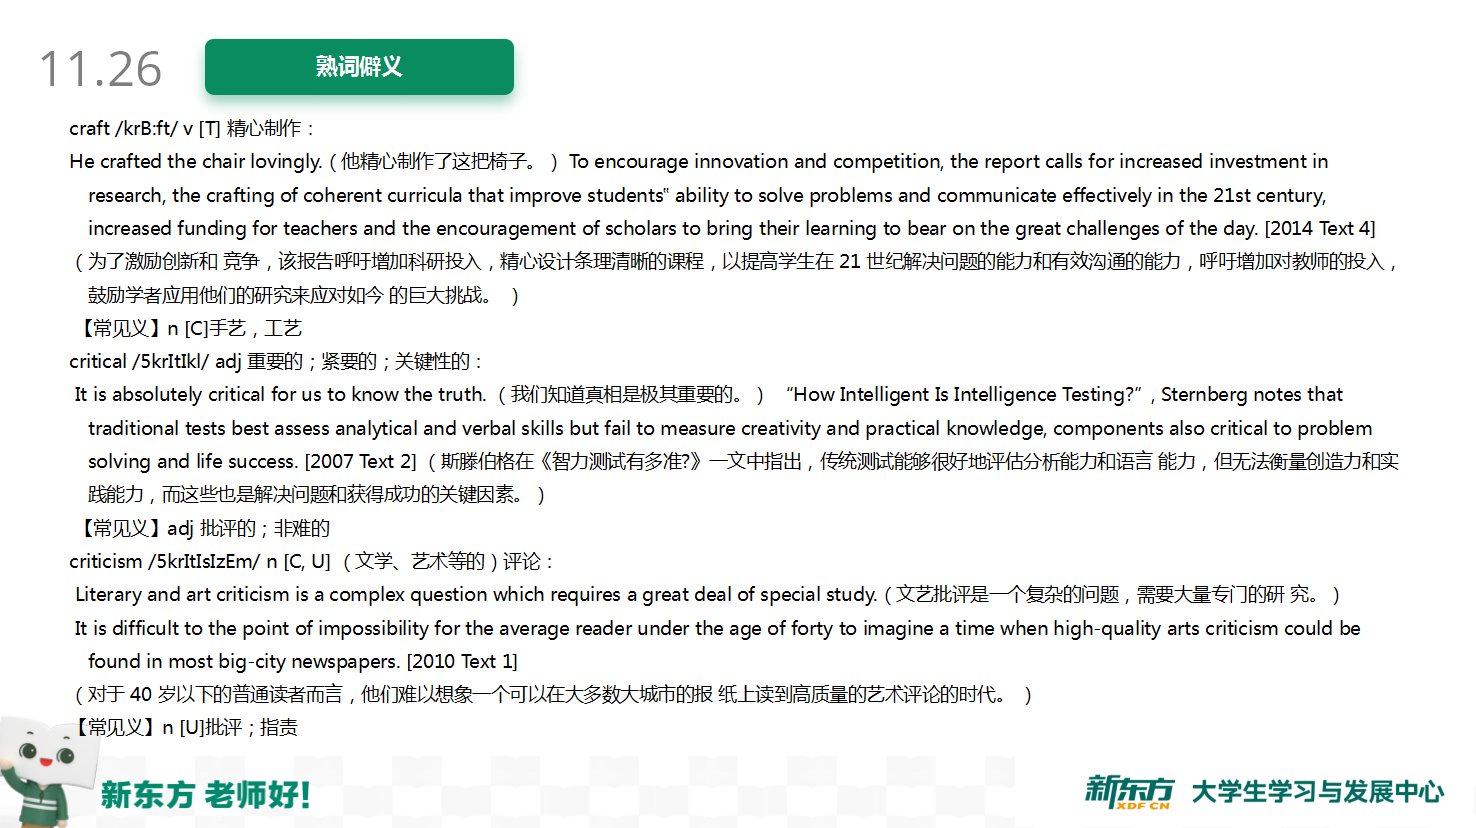 11.26
熟词僻义
craft /krB:ft/ v [T] 精心制作：
He crafted the chair lovingly.（他精心制作了这把椅子。 ） To encourage innovation and competition, the report calls for increased investment in
research, the crafting of coherent curricula that improve students‟ ability to solve problems and communicate effectively in the 21st century,
increased funding for teachers and the encouragement of scholars to bring their learning to bear on the great challenges of the day. [2014 Text 4]
（为了激励创新和 竞争，该报告呼吁增加科研投入，精心设计条理清晰的课程，以提高学生在 21 世纪解决问题的能力和有效沟通的能力，呼吁增加对教师的投入，
鼓励学者应用他们的研究来应对如今 的巨大挑战。 ）
【常见义】n [C]手艺，工艺
critical /5krItIkl/ adj 重要的；紧要的；关键性的：
It is absolutely critical for us to know the truth. （我们知道真相是极其重要的。 ） “How Intelligent Is Intelligence Testing?”, Sternberg notes that
traditional tests best assess analytical and verbal skills but fail to measure creativity and practical knowledge, components also critical to problem
solving and life success. [2007 Text 2] （斯滕伯格在《智力测试有多准?》一文中指出，传统测试能够很好地评估分析能力和语言 能力，但无法衡量创造力和实
践能力，而这些也是解决问题和获得成功的关键因素。 ）
【常见义】adj 批评的；非难的
criticism /5krItIsIzEm/ n [C, U] （文学、艺术等的）评论：
Literary and art criticism is a complex question which requires a great deal of special study.（文艺批评是一个复杂的问题，需要大量专门的研 究。 ）
It is difficult to the point of impossibility for the average reader under the age of forty to imagine a time when high-quality arts criticism could be
found in most big-city newspapers. [2010 Text 1]
（对于 40 岁以下的普通读者而言，他们难以想象一个可以在大多数大城市的报 纸上读到高质量的艺术评论的时代。 ）
【常见义】n [U]批评；指责
新东方 老师好!
新东方 XDF.CN 大学生学习与发展中心